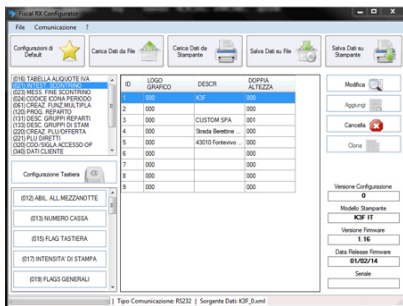 Fiscal RX Configurator
File Comunicazione ?
Configurazioni di Default
Carica Dati da File
Carica Dati da Stampante
Salva Dati su File
Salva Dati su Stampante
(016) TABELLA ALIQUOTE IVA
(021) INTEST. SCONTRINO
(023) MESS. FINE SCONTRINO
(024) CODICE ICONA PERIODO
(061) CREAZ. FUNZ.MULTIPLA
(120) PROG. REPARTO
(131) DESC. GRUPPI REPARTI
(133) DESC. GRUPPI DI STAM
(220) CREAZ. PLU/OFFERTA
(221) PLU DIRETTI
(320) COD/SIGLA ACCESSO OP
(340) DATI CLIENTE
Configurazione Tastiera
(012) ABIL. ALL.MEZZANOTTE
(013) NUMERO CASSA
(015) FLAG TASTIERA
(017) INTENSITA' DI STAMPA
(019) FLAGS GENERALI
ID LOGO GRAFICO DESCR DOPPIA ALTEZZA
1 000 K3F 000
2 000 000
3 000 CUSTOM SPA 001
4 000 Strada Berettine ... 000
5 000 43010 Fontevivo ... 000
6 000 000
7 000 000
8 000 000
9 000 000
Modifica
Aggiungi
Cancella
Clona
Versione Configurazione
0
Modello Stampante
K3F IT
Versione Firmware
1.16
Data Release Firmware
01/02/14
Seriale
Tipo Comunicazione: RS232 | Sorgente Dati: K3F_0.xml